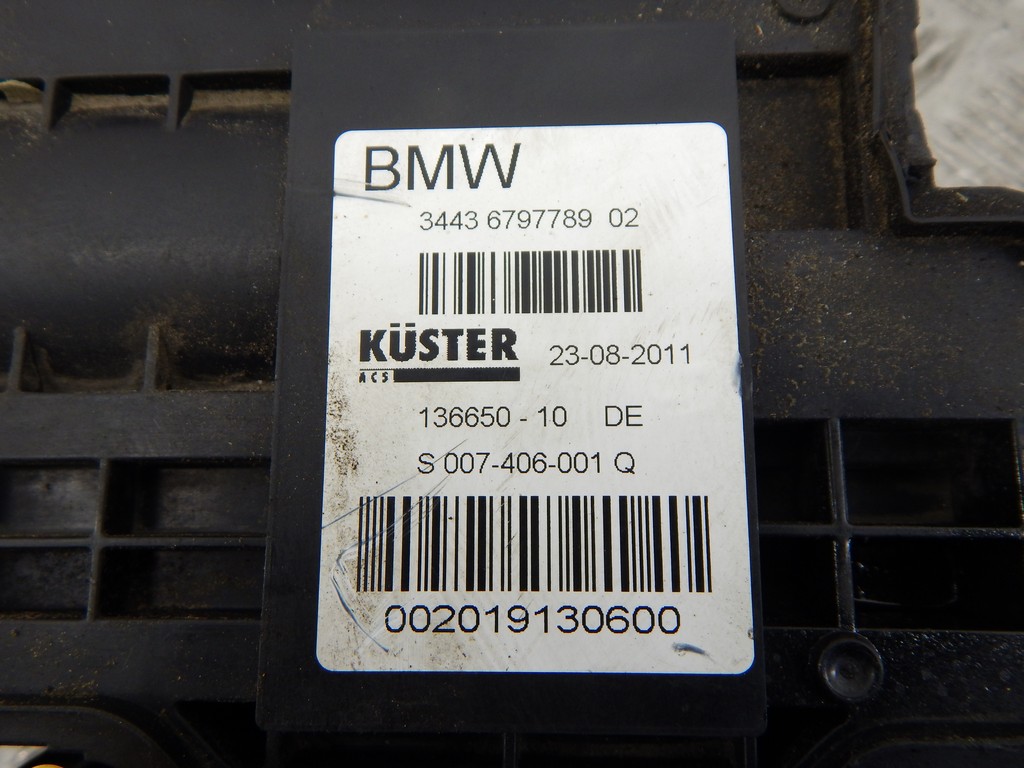 BMW
3443 6797789 02
KÜSTER
ACS
23-08-2011
136650 - 10 DE
S 007-406-001 Q
002019130600